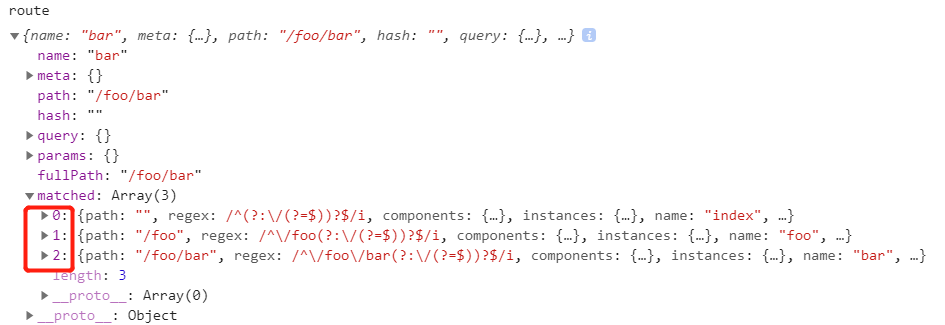 route
▼{name: "bar", meta: {…}, path: "/foo/bar", hash: "", query: {…}, …} i
name: "bar"
▶meta: {}
path: "/foo/bar"
hash: ""
▶query: {}
▶params: {}
fullPath: "/foo/bar"
▼matched: Array(3)
▶0: {path: "", regex: /^(?:\/(?=$))?$/i, components: {…}, instances: {…}, name: "index", …}
▶1: {path: "/foo", regex: /^\/foo(?:\/(?=$))?$/i, components: {…}, instances: {…}, name: "foo", …}
▶2: {path: "/foo/bar", regex: /^\/foo\/bar(?:\/(?=$))?$/i, components: {…}, instances: {…}, name: "bar", …}
length: 3
▶__proto__: Array(0)
▶__proto__: Object